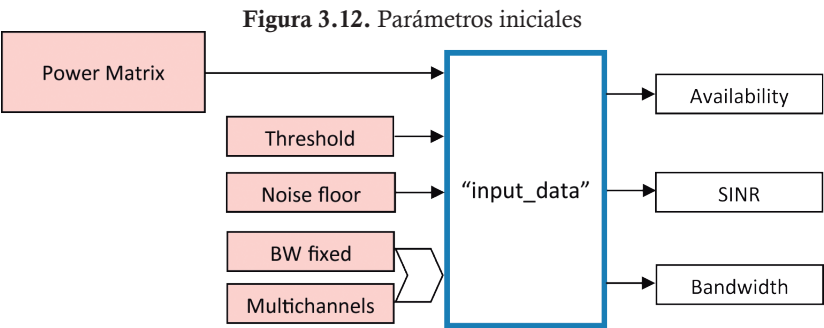 Figura 3.12. Parámetros iniciales
Power Matrix
Threshold
Noise floor
BW fixed
Multichannels
“input_data”
Availability
SINR
Bandwidth